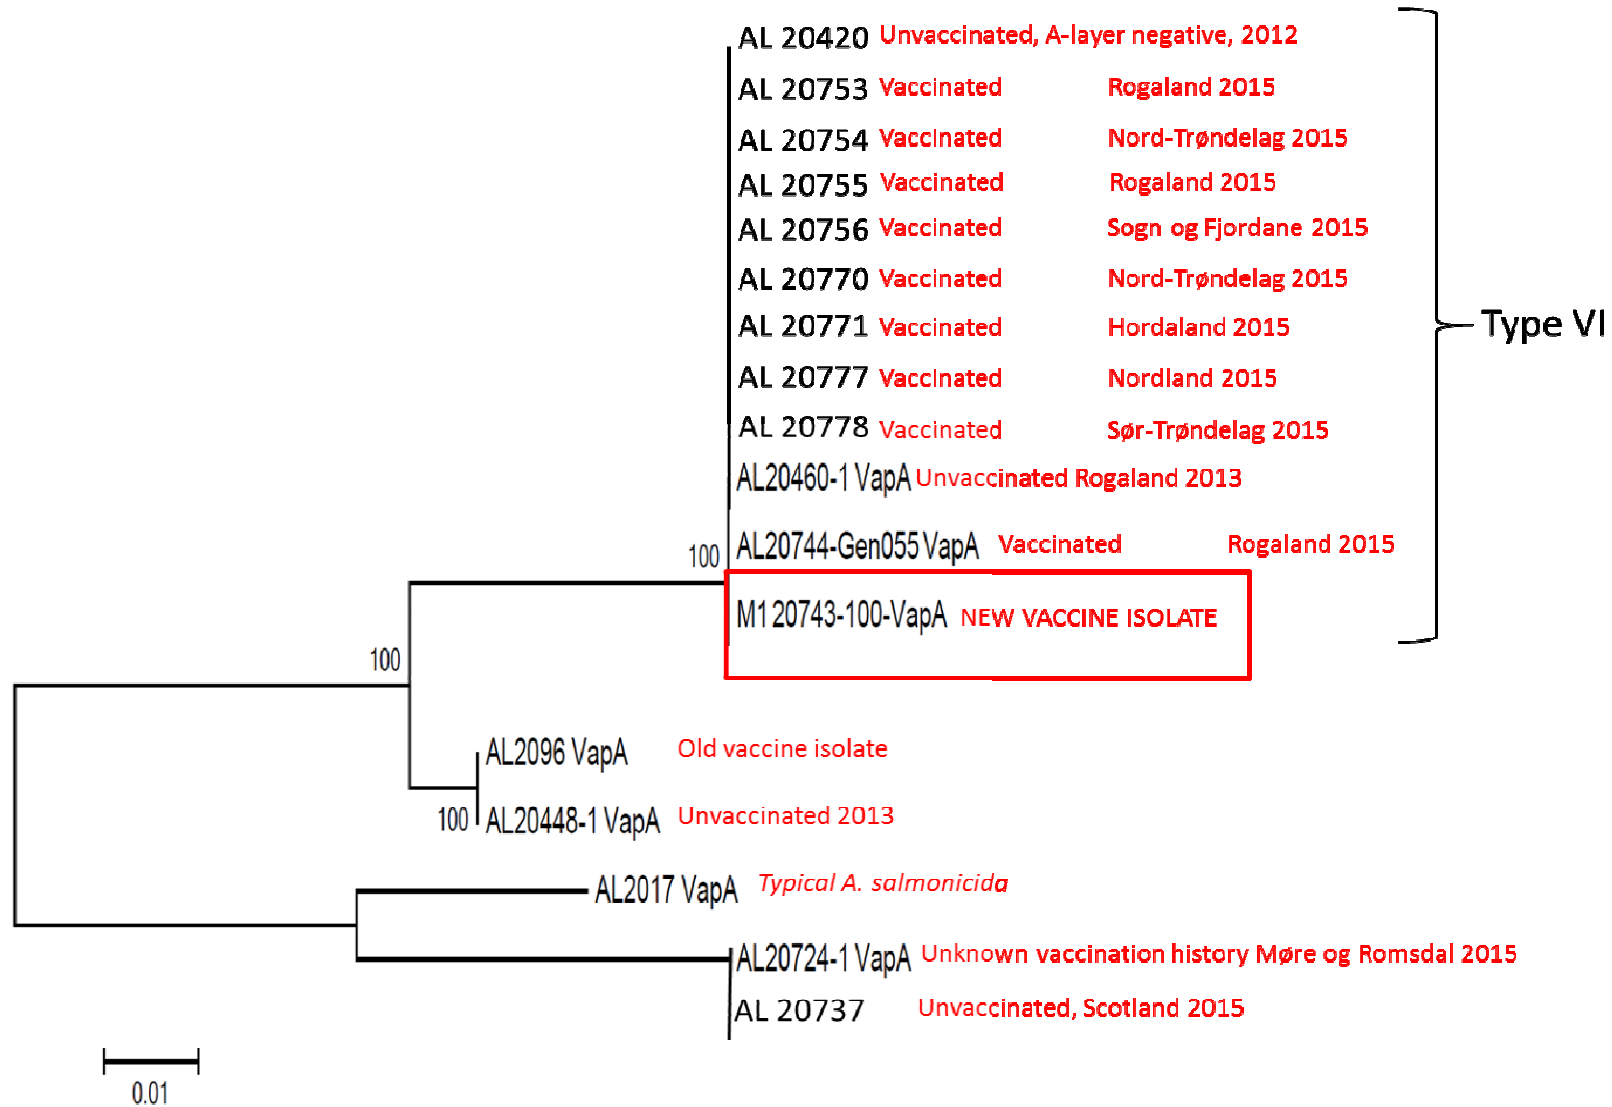 AL 20420 Unvaccinated, A-layer negative, 2012
AL 20753 Vaccinated Rogaland 2015
AL 20754 Vaccinated Nord-Trøndelag 2015
AL 20755 Vaccinated Rogaland 2015
AL 20756 Vaccinated Sogn og Fjordane 2015
AL 20770 Vaccinated Nord-Trøndelag 2015
AL 20771 Vaccinated Hordaland 2015
Type VI
AL 20777 Vaccinated Nordland 2015
AL 20778 Vaccinated Sør-Trøndelag 2015
AL20460-1 VapA Unvaccinated Rogaland 2013
AL20744-Gen055 VapA Vaccinated Rogaland 2015
100
M1 20743-100-VapA NEW VACCINE ISOLATE
100
AL2096 VapA Old vaccine isolate
100 AL20448-1 VapA Unvaccinated 2013
AL2017 VapA Typical A. salmonicida
AL20724-1 VapA Unknown vaccination history Møre og Romsdal 2015
AL 20737 Unvaccinated, Scotland 2015
0.01